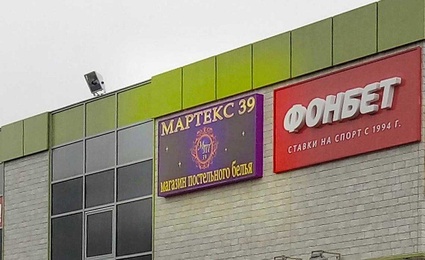 МАРТЕКС 39
магазин постельного белья
ФОНБЕТ
СТАВКИ НА СПОРТ С 1994 Г.